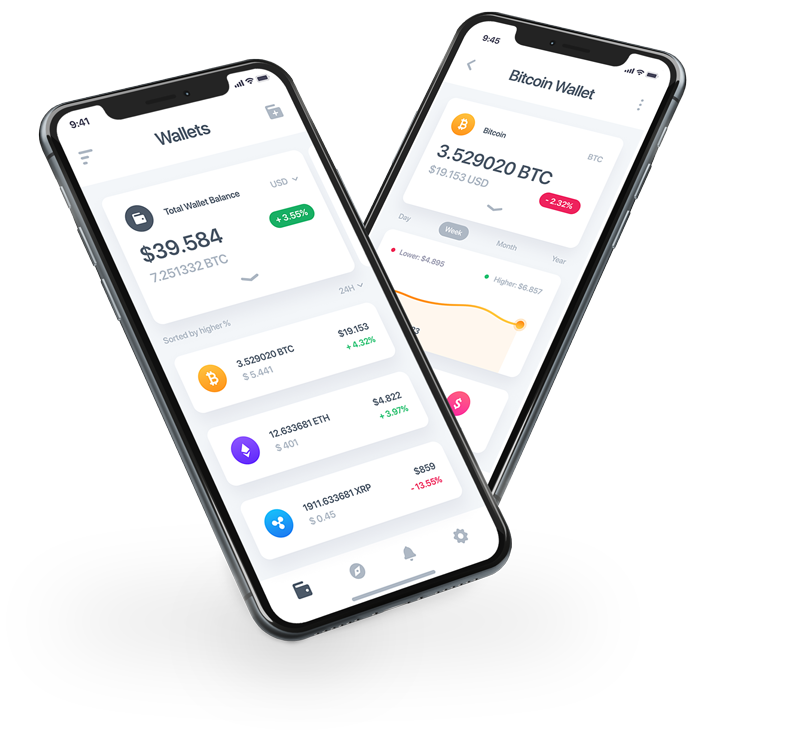 9:41
Wallets
Total Wallet Balance
USD
$39.584
+ 3.55%
7.251332 BTC
Sorted by higher %
24H
3.529020 BTC
$19.153
$ 5.441
+ 4.32%
12.633681 ETH
$4.822
$ 401
+ 3.97%
1911.633681 XRP
$859
$ 0.45
- 13.55%
9:45
Bitcoin Wallet
Bitcoin
BTC
3.529020 BTC
$19.153 USD
- 2.32%
Day
Week
Month
Year
Lower: $4.895
Higher: $6.857